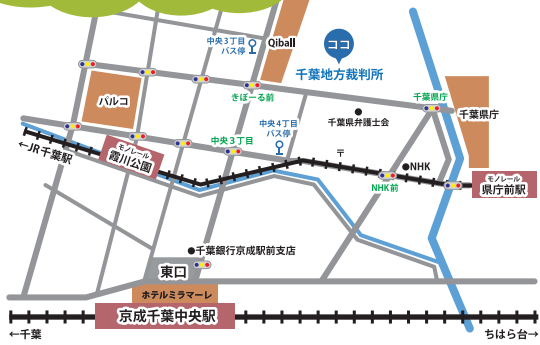 中央3丁目
バス停
Qiball
ココ
千葉地方裁判所
パルコ
きぼーる前
千葉県庁
千葉県庁
千葉県弁護士会
中央4丁目
バス停
中央3丁目
←JR千葉駅
モノレール
葭川公園
〒
NHK
NHK前
モノレール
県庁前駅
千葉銀行京成駅前支店
東口
ホテルミラマーレ
京成千葉中央駅
←千葉
ちはら台→